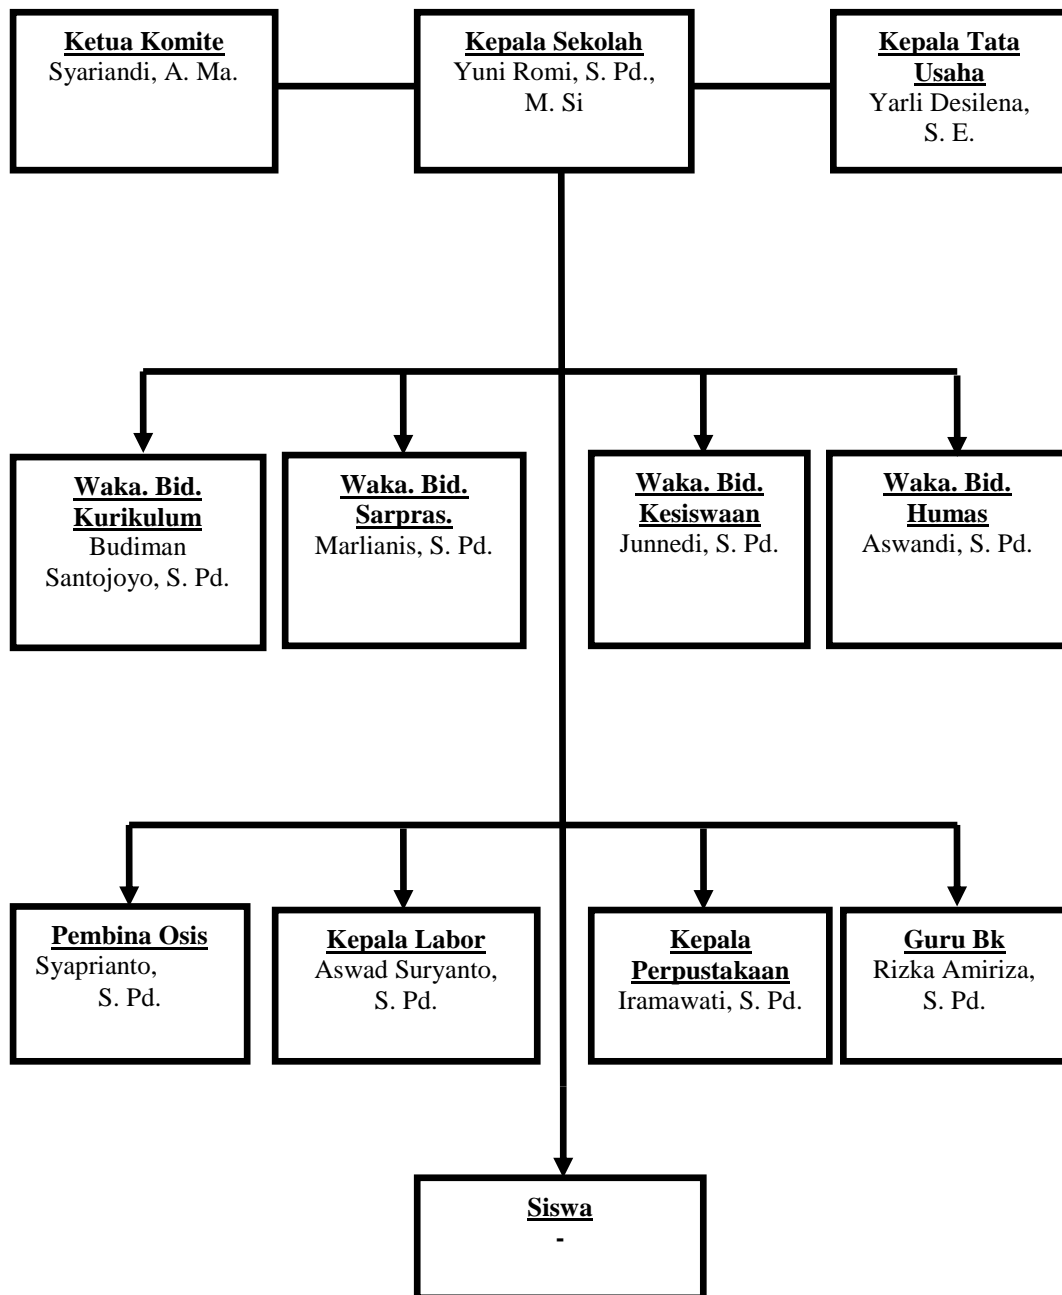 Ketua Komite
Syariandi, A. Ma.
Kepala Sekolah
Yuni Romi, S. Pd.,
M. Si
Kepala Tata
Usaha
Yarli Desilena,
S. E.
Waka. Bid.
Kurikulum
Budiman
Santojoyo, S. Pd.
Waka. Bid.
Sarpras.
Marlianis, S. Pd.
Waka. Bid.
Kesiswaan
Junnedi, S. Pd.
Waka. Bid.
Humas
Aswandi, S. Pd.
Pembina Osis
Syaprianto,
S. Pd.
Kepala Labor
Aswad Suryanto,
S. Pd.
Kepala
Perpustakaan
Iramawati, S. Pd.
Guru Bk
Rizka Amiriza,
S. Pd.
Siswa
-